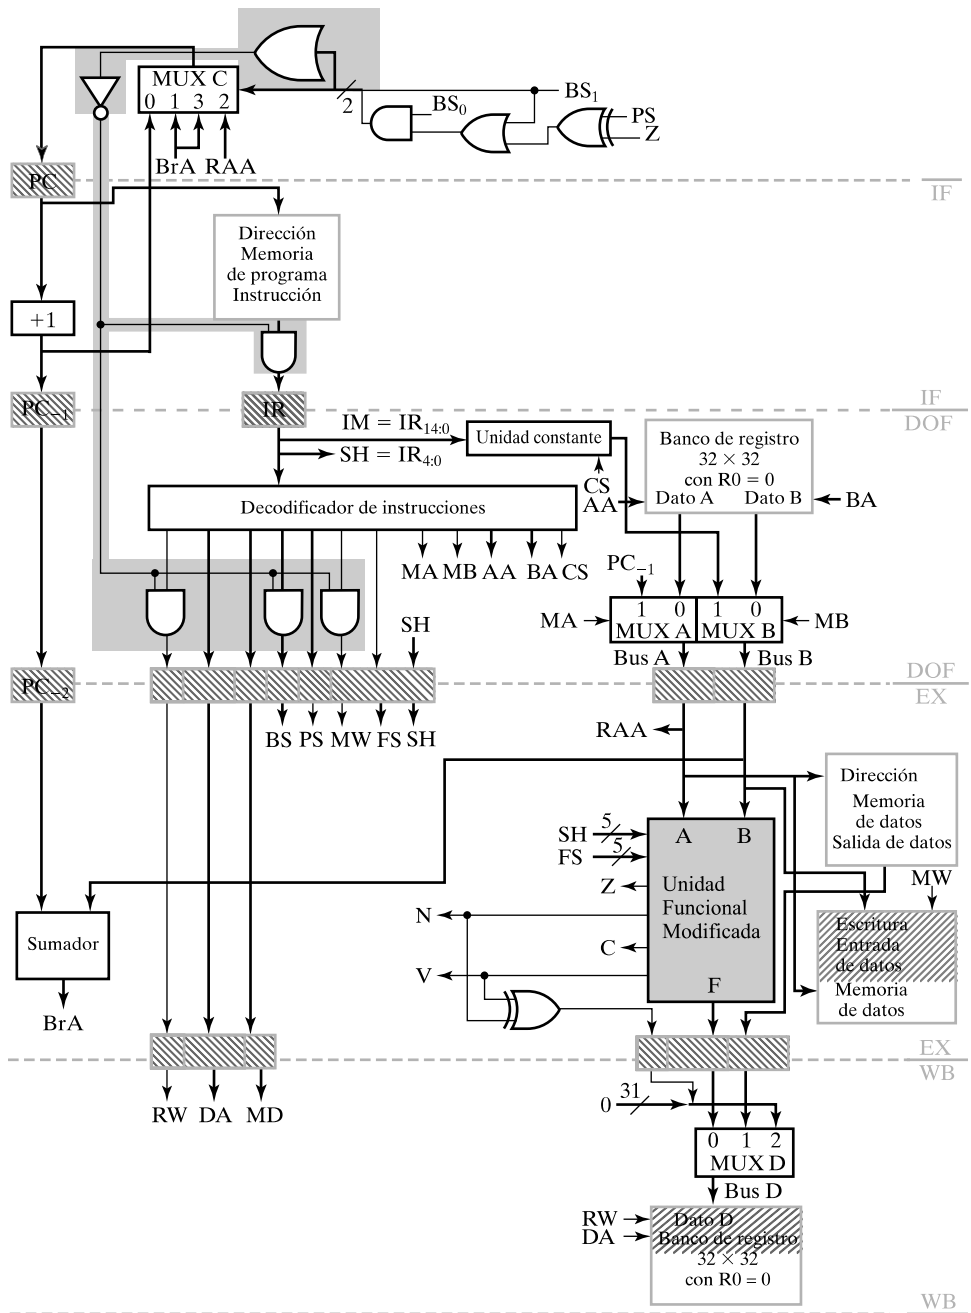 MUX C
0 1 3 2
2
BS₁
BS₀
PS
Z
BrA RAA
PC
IF
Dirección
Memoria
de programa
Instrucción
+1
PC₋₁
IR
IF
DOF
IM = IR₁₄:₀
SH = IR₄:₀
Unidad constante
CS
AA
Banco de registro
32 × 32
con R0 = 0
Dato A Dato B
BA
Decodificador de instrucciones
MA MB AA BA CS
PC₋₁
1 0 1 0
MA
MUX A MUX B
MB
SH
Bus A Bus B
PC₋₂
DOF
EX
BS PS MW FS SH
RAA
Dirección
Memoria
de datos
Salida de datos
SH 5
FS 5
A B
Z
Unidad
Funcional
Modificada
N
C
V
F
MW
Escritura
Entrada
de datos
Memoria
de datos
Sumador
BrA
EX
WB
RW DA MD
0 31
0 1 2
MUX D
Bus D
RW
DA
Dato D
Banco de registro
32 × 32
con R0 = 0
WB